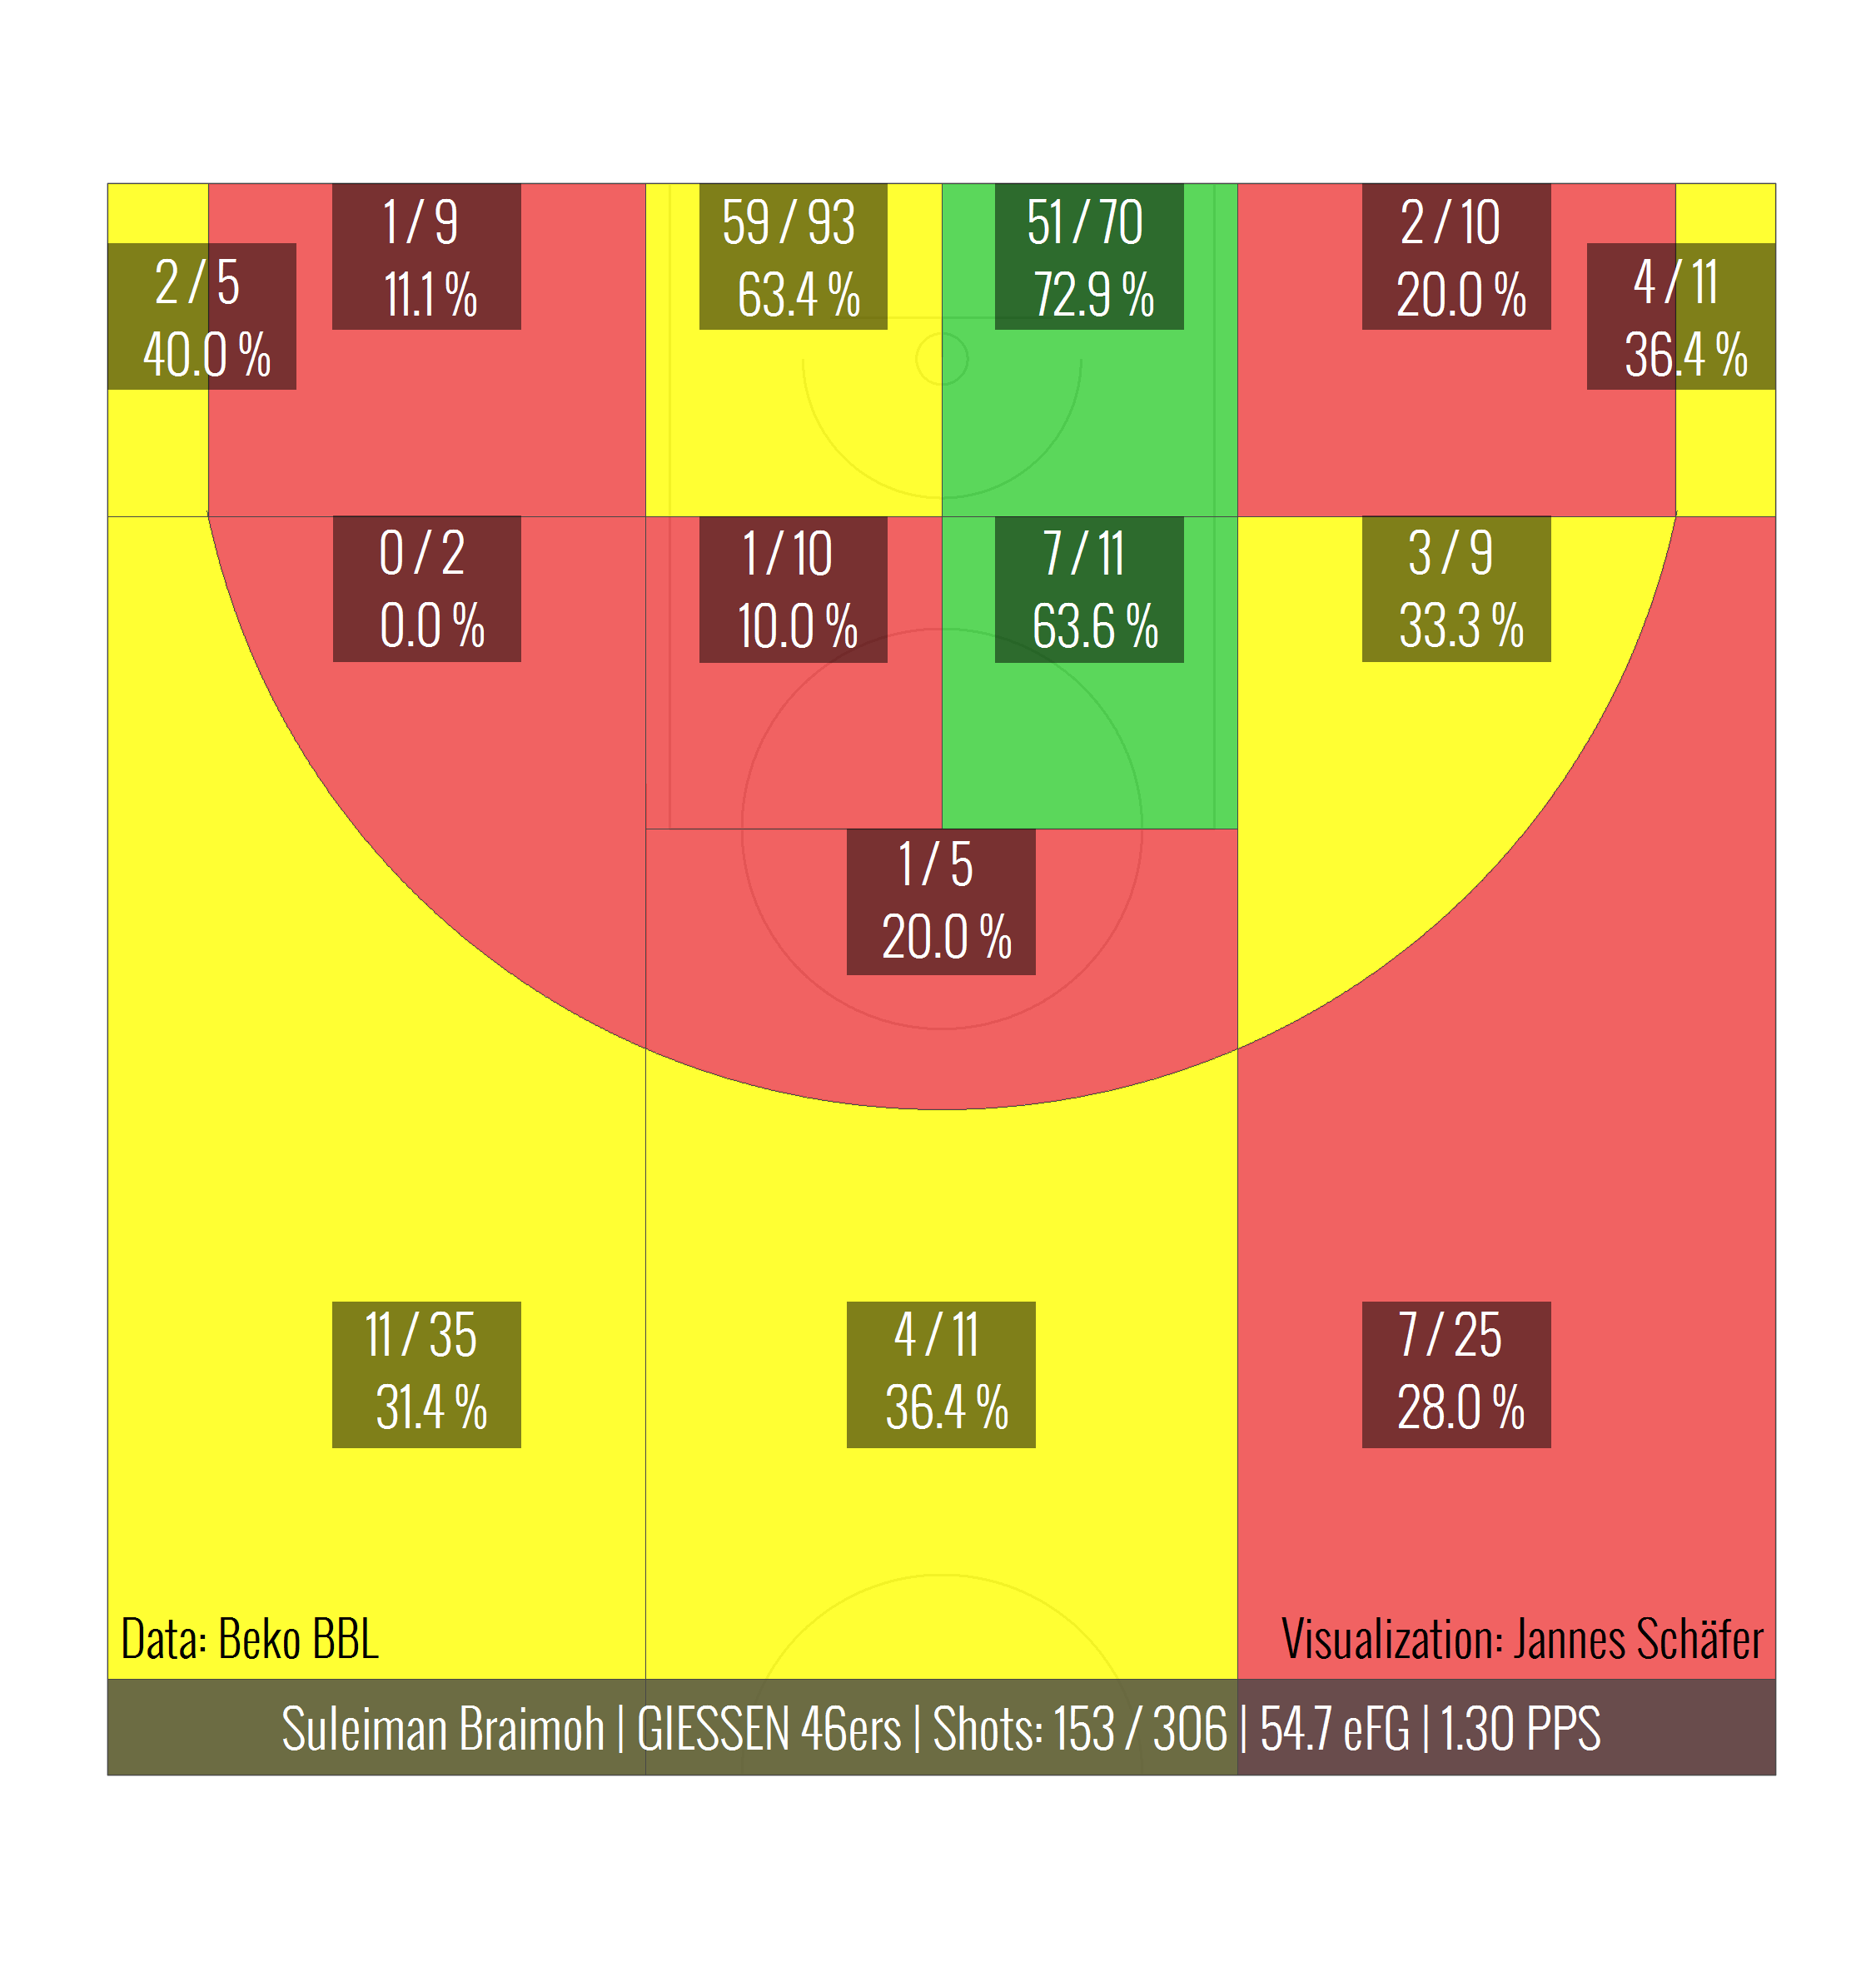 1 / 9
11.1 %
59 / 93
63.4 %
51 / 70
72.9 %
2 / 10
20.0 %
2 / 5
40.0 %
4 / 11
36.4 %
0 / 2
0.0 %
1 / 10
10.0 %
7 / 11
63.6 %
3 / 9
33.3 %
1 / 5
20.0 %
11 / 35
31.4 %
4 / 11
36.4 %
7 / 25
28.0 %
Data: Beko BBL
Visualization: Jannes Schäfer
Suleiman Braimoh | GIESSEN 46ers | Shots: 153 / 306 | 54.7 eFG | 1.30 PPS